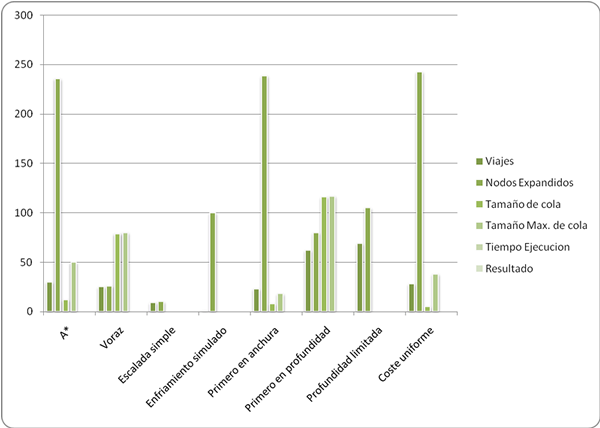 300
250
200
150
100
50
0
A*
Voraz
Escalada simple
Enfriamiento simulado
Primero en anchura
Primero en profundidad
Profundidad limitada
Coste uniforme
Viajes
Nodos Expandidos
Tamaño de cola
Tamaño Max. de cola
Tiempo Ejecucion
Resultado